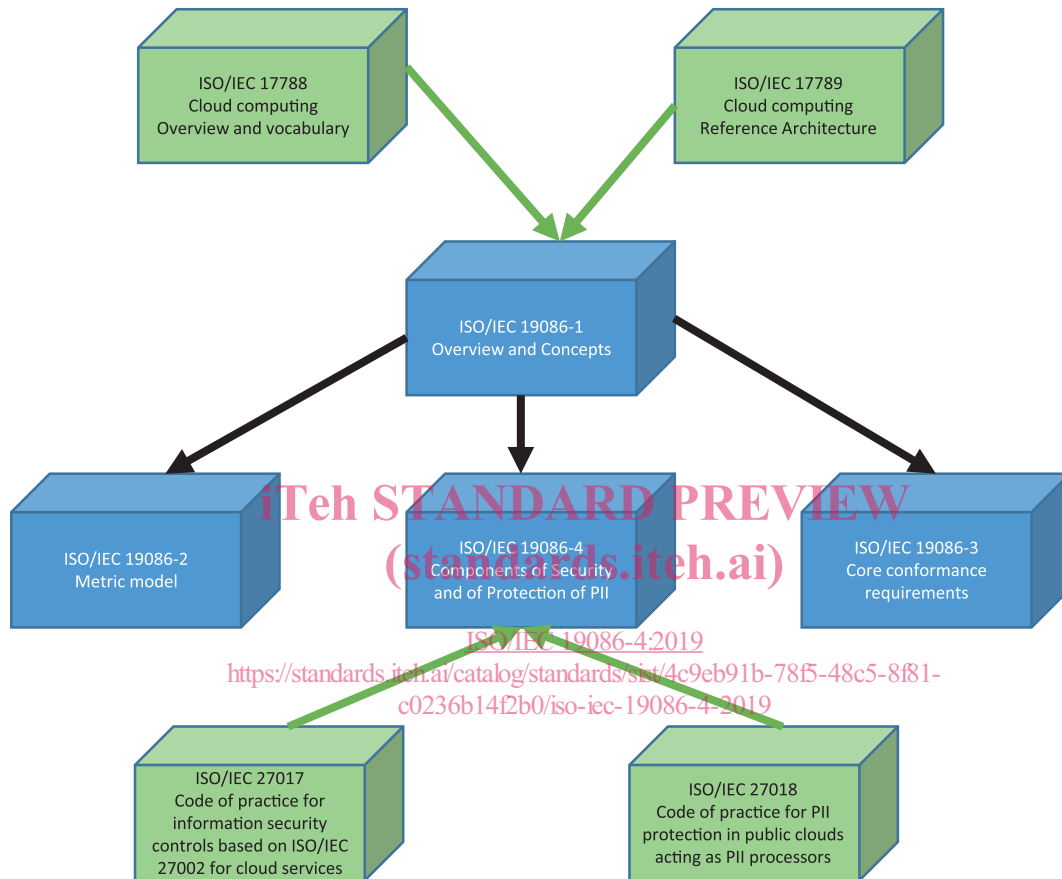 ISO/IEC 17788
Cloud computing
Overview and vocabulary
ISO/IEC 17789
Cloud computing
Reference Architecture
ISO/IEC 19086-1
Overview and Concepts
iTeh STANDARD PREVIEW
(standards.iteh.ai)
ISO/IEC 19086-2
Metric model
ISO/IEC 19086-4
Components of Security
and of Protection of PII
ISO/IEC 19086-3
Core conformance
requirements
ISO/IEC 19086-4:2019
https://standards.iteh.ai/catalog/standards/sist/4c9eb91b-78f5-48c5-8f81-
c0236b14f2b0/iso-iec-19086-4-2019
ISO/IEC 27017
Code of practice for
information security
controls based on ISO/IEC
27002 for cloud services
ISO/IEC 27018
Code of practice for PII
protection in public clouds
acting as PII processors